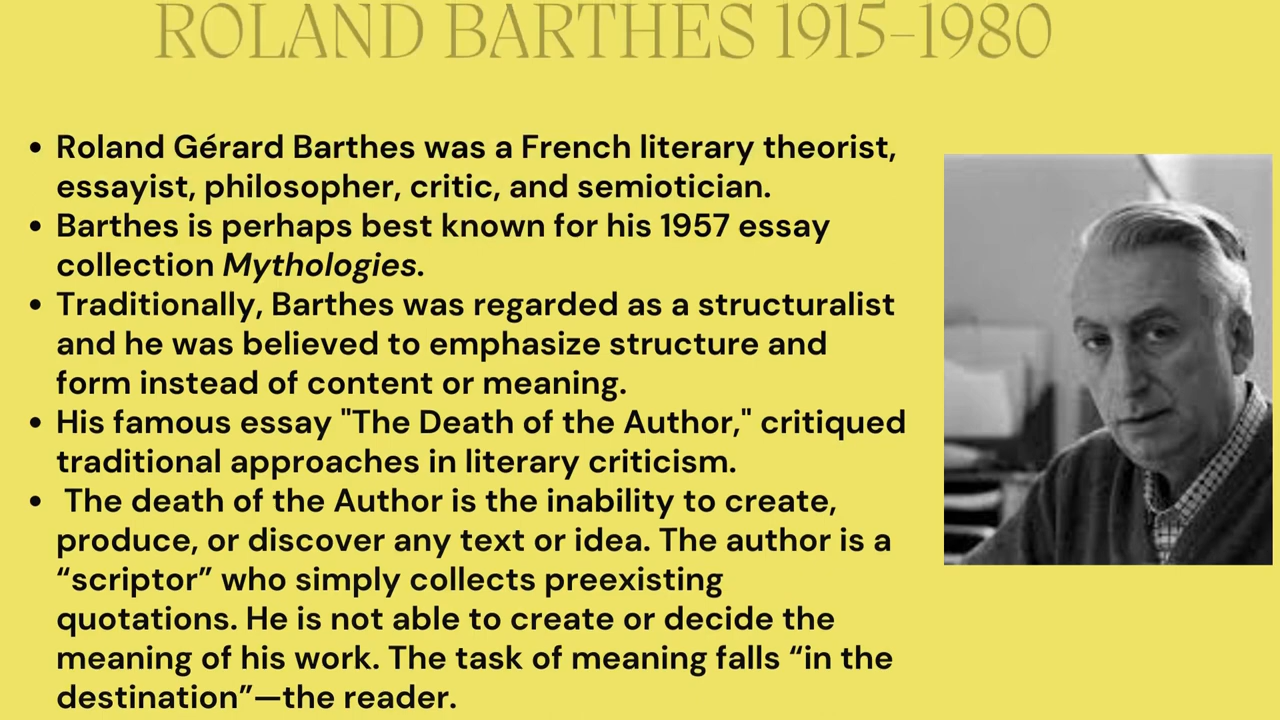 ROLAND BARTHES 1915-1980
• Roland Gérard Barthes was a French literary theorist,
essayist, philosopher, critic, and semiotician.
• Barthes is perhaps best known for his 1957 essay
collection Mythologies.
• Traditionally, Barthes was regarded as a structuralist
and he was believed to emphasize structure and
form instead of content or meaning.
• His famous essay "The Death of the Author," critiqued
traditional approaches in literary criticism.
• The death of the Author is the inability to create,
produce, or discover any text or idea. The author is a
“scriptor” who simply collects preexisting
quotations. He is not able to create or decide the
meaning of his work. The task of meaning falls “in the
destination”—the reader.